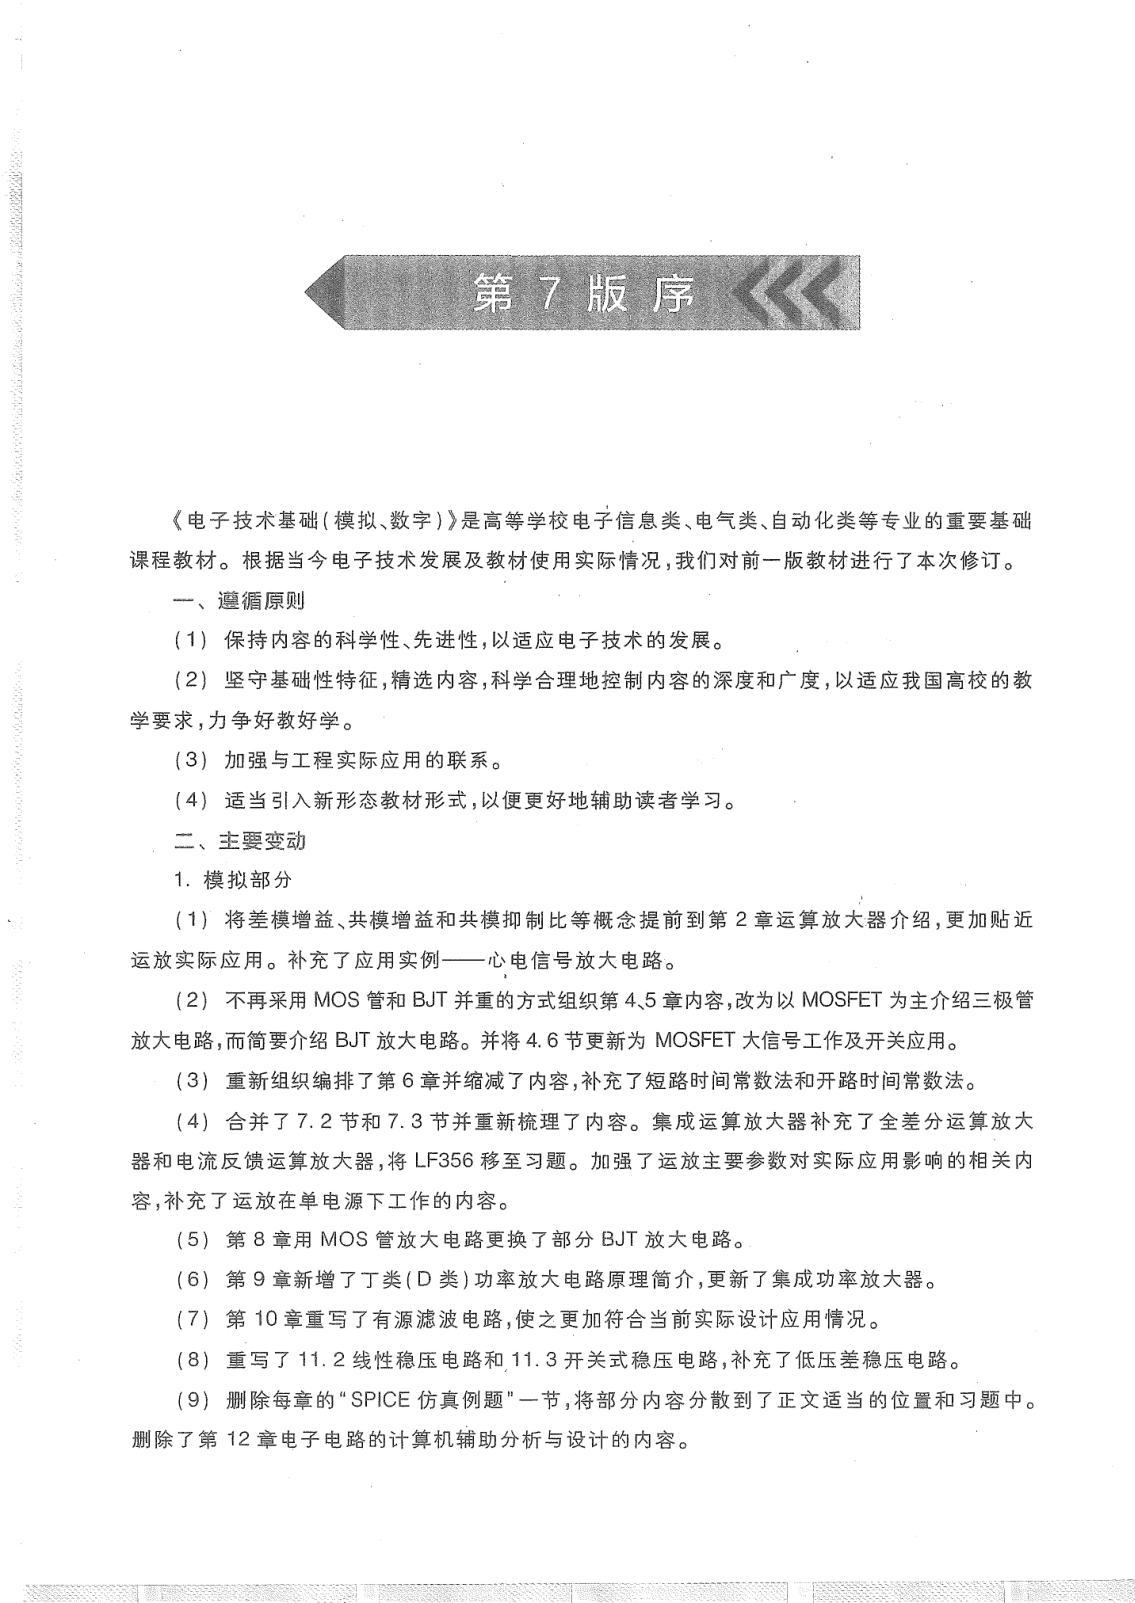 第7版序
《电子技术基础(模拟、数字)》是高等学校电子信息类、电气类、自动化类等专业的重要基础
课程教材。根据当今电子技术发展及教材使用实际情况,我们对前一版教材进行了本次修订。
一、遵循原则
(1) 保持内容的科学性、先进性,以适应电子技术的发展。
(2) 坚守基础性特征,精选内容,科学合理地控制内容的深度和广度,以适应我国高校的教
学要求,力争好教好学。
(3) 加强与工程实际应用的联系。
(4) 适当引入新形态教材形式,以便更好地辅助读者学习。
二、主要变动
1. 模拟部分
(1) 将差模增益、共模增益和共模抑制比等概念提前到第 2 章运算放大器介绍,更加贴近
运放实际应用。补充了应用实例——心电信号放大电路。
(2) 不再采用 MOS 管和 BJT 并重的方式组织第 4、5 章内容,改为以 MOSFET 为主介绍三极管
放大电路,而简要介绍 BJT 放大电路。并将 4.6 节更新为 MOSFET 大信号工作及开关应用。
(3) 重新组织编排了第 6 章并缩减了内容,补充了短路时间常数法和开路时间常数法。
(4) 合并了 7.2 节和 7.3 节并重新梳理了内容。集成运算放大器补充了全差分运算放大
器和电流反馈运算放大器,将 LF356 移至习题。加强了运放主要参数对实际应用影响的相关内
容,补充了运放在单电源下工作的内容。
(5) 第 8 章用 MOS 管放大电路更换了部分 BJT 放大电路。
(6) 第 9 章新增了丁类(D 类)功率放大电路原理简介,更新了集成功率放大器。
(7) 第 10 章重写了有源滤波电路,使之更加符合当前实际设计应用情况。
(8) 重写了 11.2 线性稳压电路和 11.3 开关式稳压电路,补充了低压差稳压电路。
(9) 删除每章的“SPICE 仿真例题”一节,将部分内容分散到了正文适当的位置和习题中。
删除了第 12 章电子电路的计算机辅助分析与设计的内容。